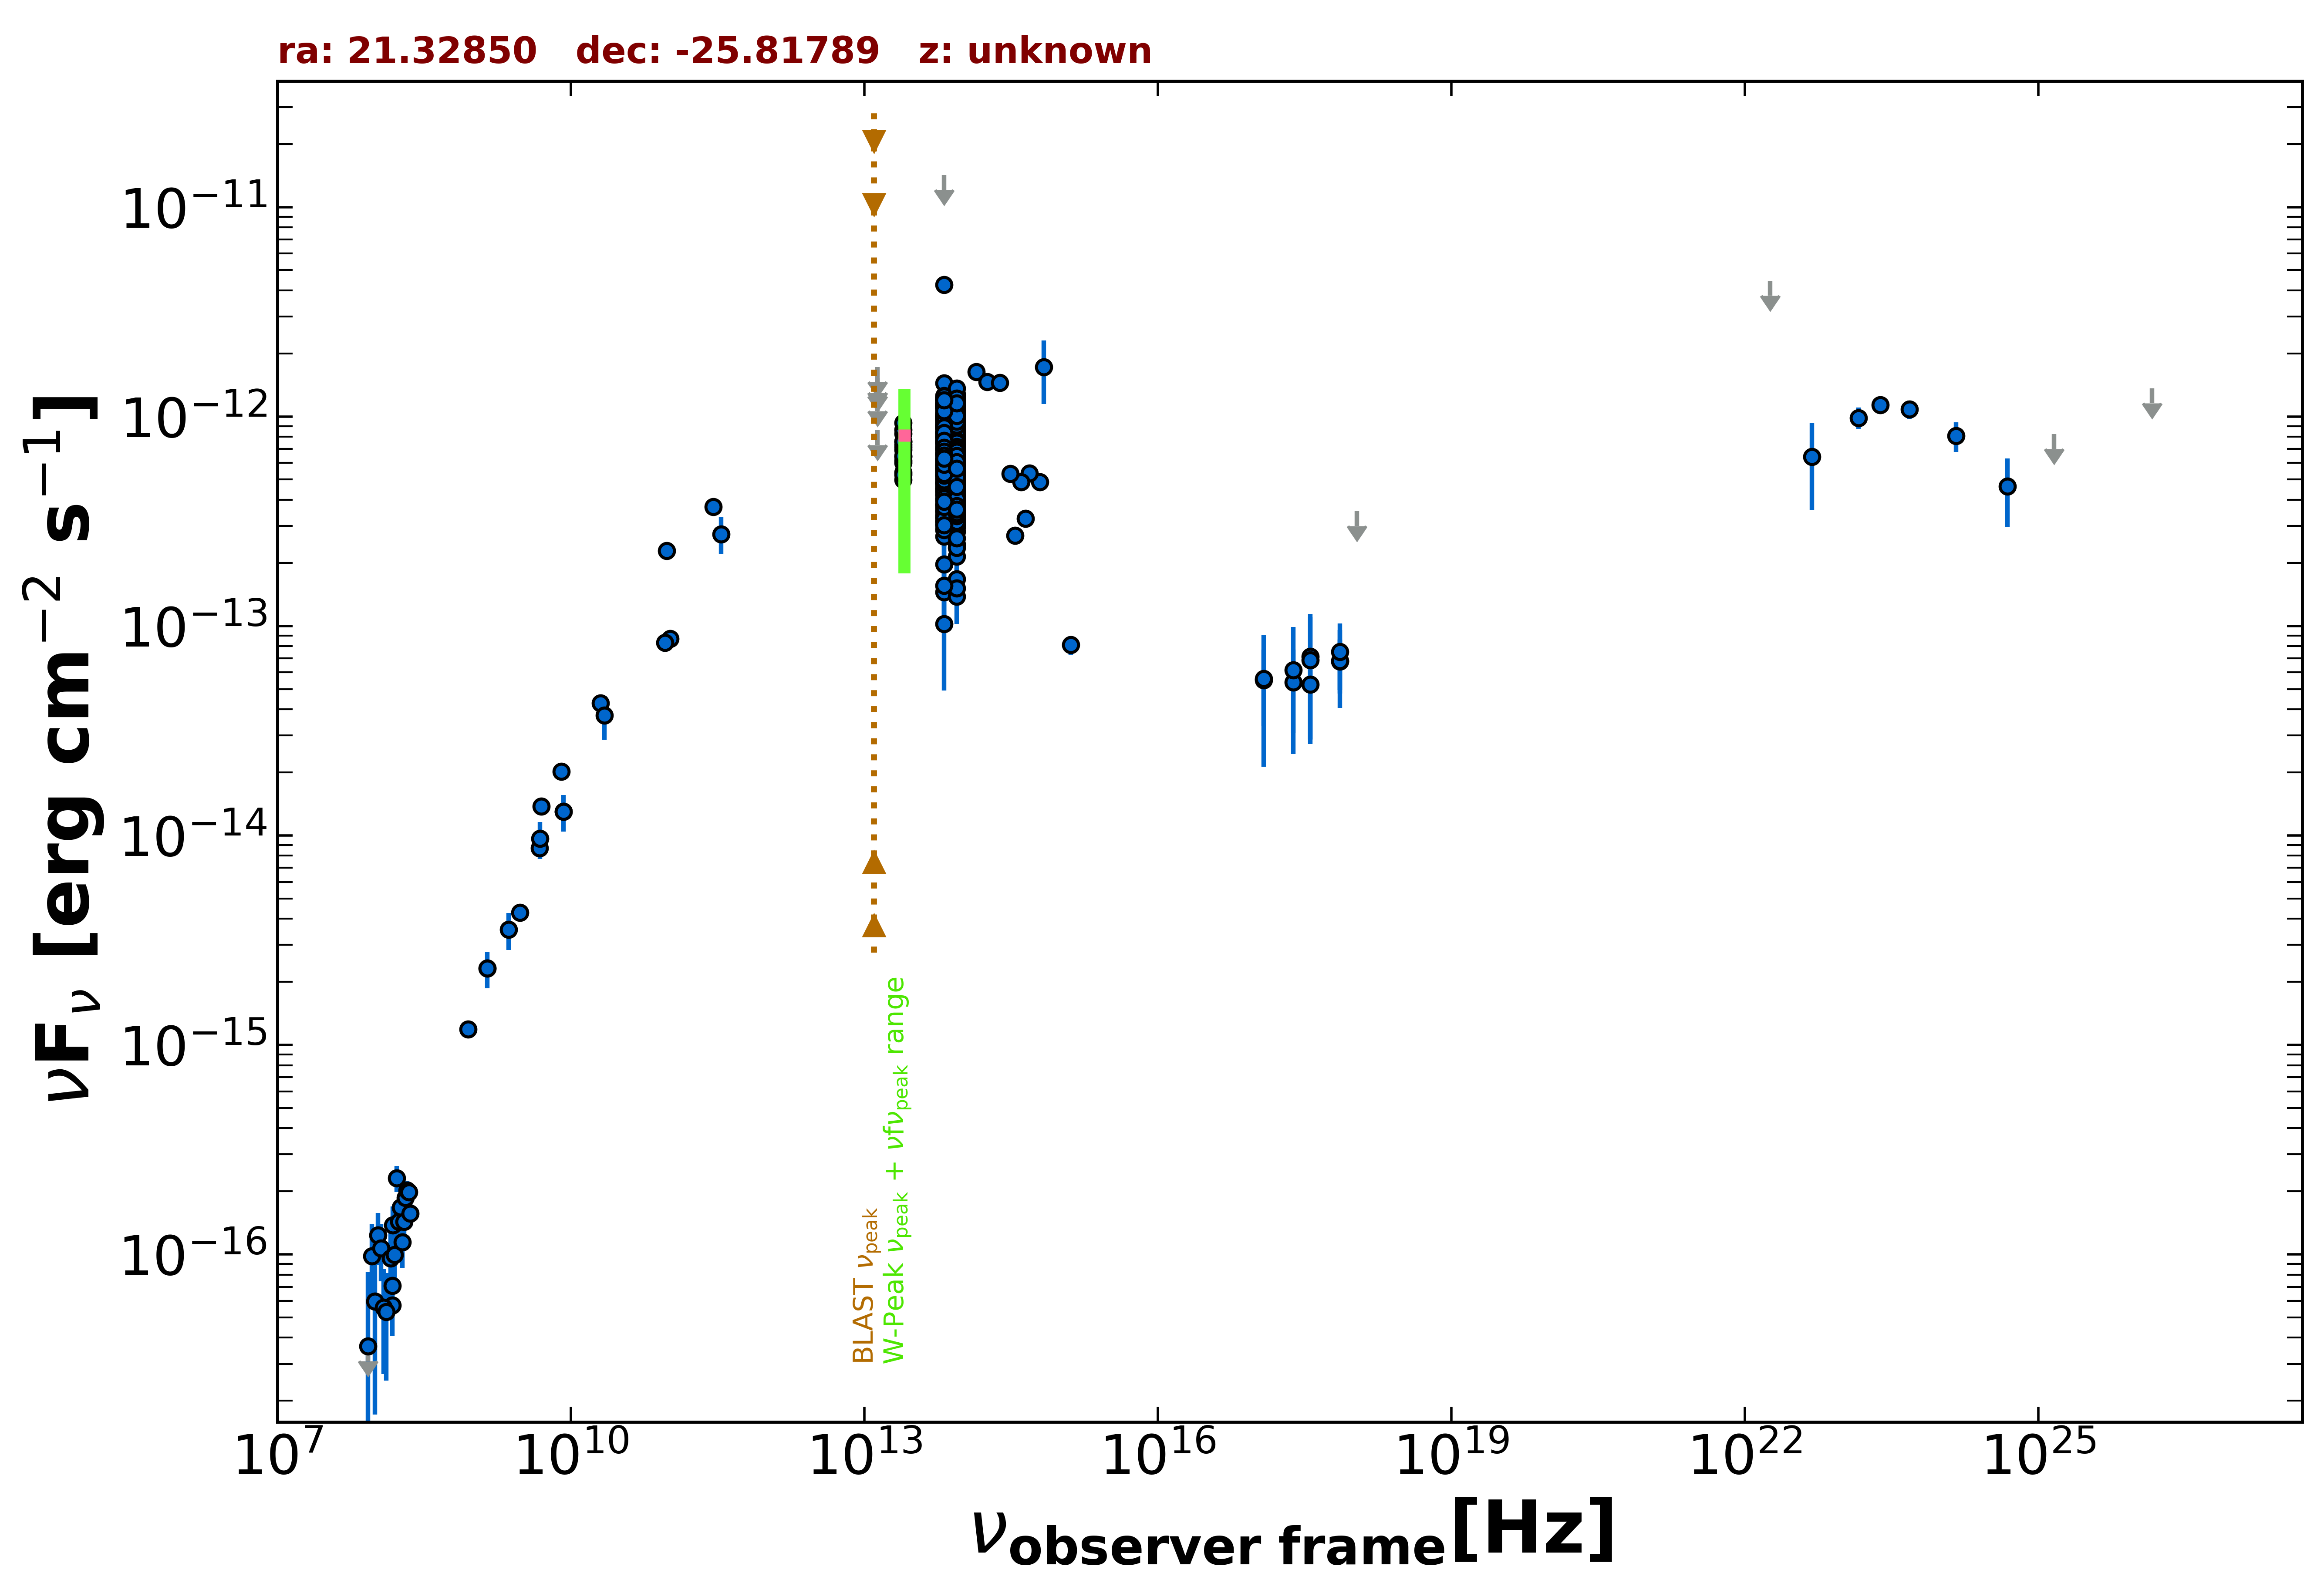 ra: 21.32850 dec: -25.81789 z: unknown
νFν [erg cm⁻² s⁻¹]
10⁻¹¹
10⁻¹²
10⁻¹³
10⁻¹⁴
10⁻¹⁵
10⁻¹⁶
BLAST νpeak
W-Peak νpeak + νfνpeak range
10⁷ 10¹⁰ 10¹³ 10¹⁶ 10¹⁹ 10²² 10²⁵
νobserver frame[Hz]